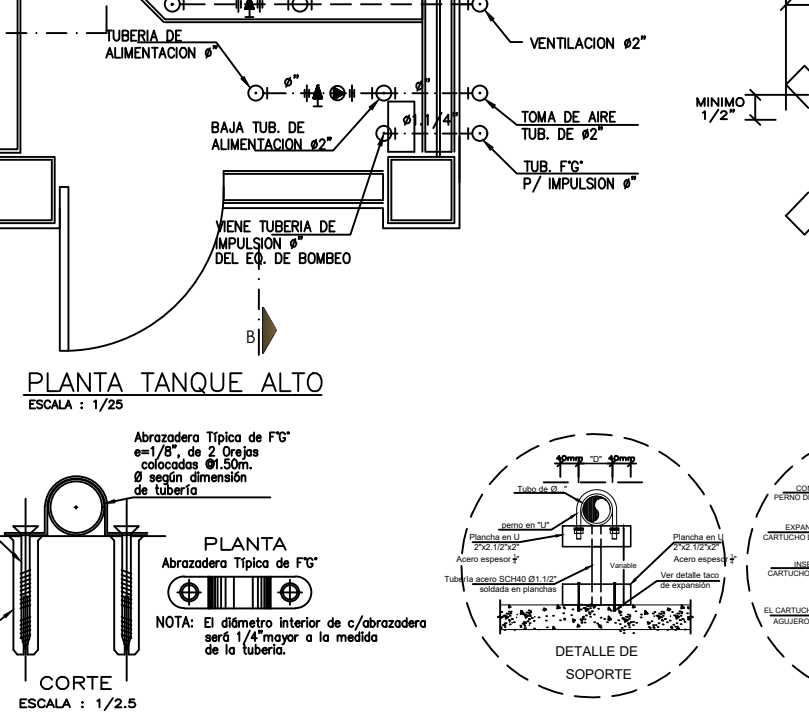 VENTILACION ø2"
TUBERIA DE
ALIMENTACION ø"
ø"
ø"
MINIMO
1/2"
ø1.1/4"
TOMA DE AIRE
TUB. DE ø2"
BAJA TUB. DE
ALIMENTACION ø2"
TUB. F°G°
P/ IMPULSION ø"
VIENE TUBERIA DE
IMPULSION ø"
DEL EQ. DE BOMBEO
B
PLANTA TANQUE ALTO
ESCALA : 1/25
Abrazadera Típica de F°G°
e=1/8", de 2 Orejas
colocadas @1.50m.
Ø según dimensión
de tubería
PLANTA
Abrazadera Típica de F°G°
NOTA: El diámetro interior de c/abrazadera
será 1/4"mayor a la medida
de la tuberia.
CORTE
ESCALA : 1/2.5
40mm "D" 40mm
Tubo de Ø..."
perno en "U"
Plancha en U
2"x2.1/2"x2"
Acero espesor
Plancha en U
2"x2.1/2"x2"
Acero espesor
Variable
Tubería acero SCH40 Ø1.1/2"
soldada en planchas
Ver detalle taco
de expansión
DETALLE DE
SOPORTE
PERNO
CARTUCHO
CARTUCHO
EL
AGUJERO